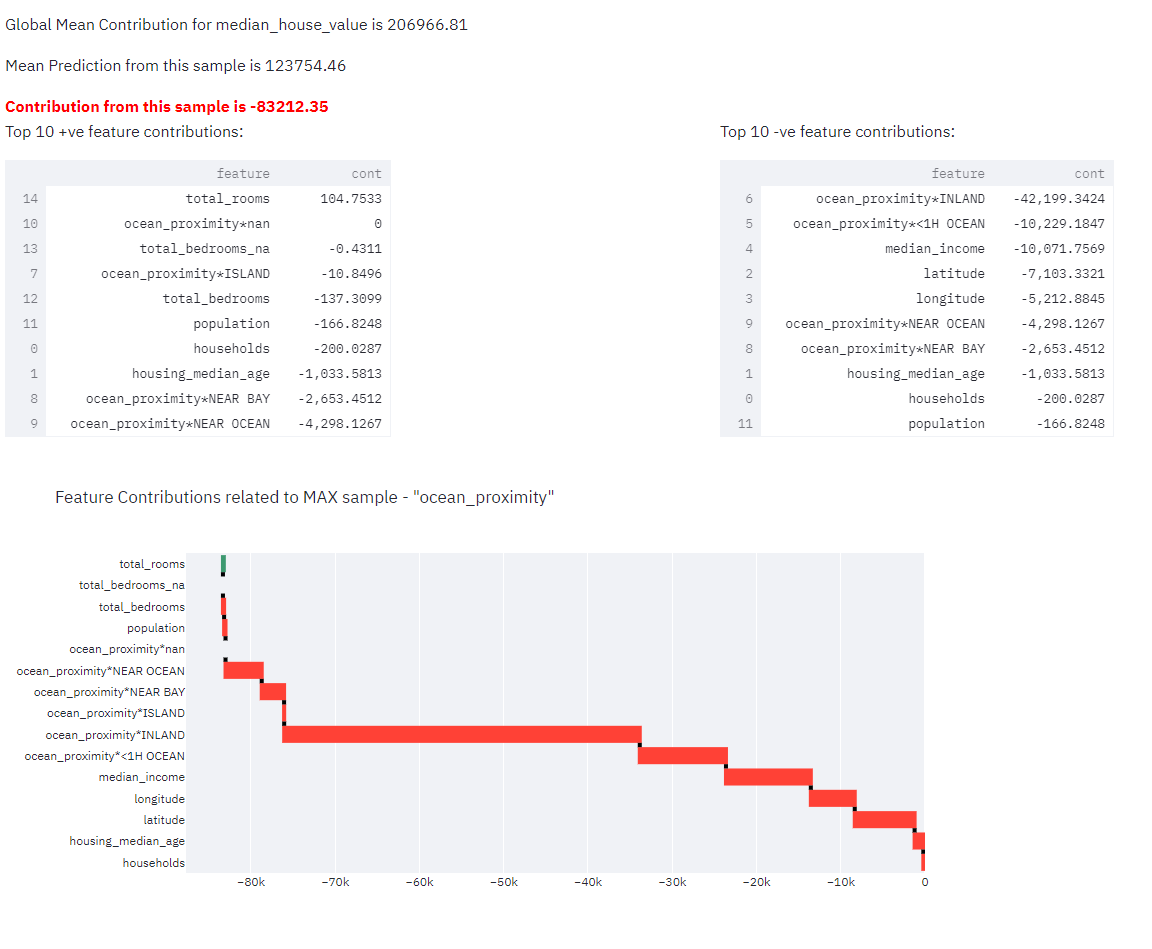 Global Mean Contribution for median_house_value is 206966.81
Mean Prediction from this sample is 123754.46
Contribution from this sample is -83212.35
Top 10 +ve feature contributions:
feature cont
14 total_rooms 104.7533
10 ocean_proximity*nan 0
13 total_bedrooms_na -0.4311
7 ocean_proximity*ISLAND -10.8496
12 total_bedrooms -137.3099
11 population -166.8248
0 households -200.0287
1 housing_median_age -1,033.5813
8 ocean_proximity*NEAR BAY -2,653.4512
9 ocean_proximity*NEAR OCEAN -4,298.1267
Top 10 -ve feature contributions:
feature cont
6 ocean_proximity*INLAND -42,199.3424
5 ocean_proximity*<1H OCEAN -10,229.1847
4 median_income -10,071.7569
2 latitude -7,103.3321
3 longitude -5,212.8845
9 ocean_proximity*NEAR OCEAN -4,298.1267
8 ocean_proximity*NEAR BAY -2,653.4512
1 housing_median_age -1,033.5813
0 households -200.0287
11 population -166.8248
Feature Contributions related to MAX sample - "ocean_proximity"
total_rooms
total_bedrooms_na
total_bedrooms
population
ocean_proximity*nan
ocean_proximity*NEAR OCEAN
ocean_proximity*NEAR BAY
ocean_proximity*ISLAND
ocean_proximity*INLAND
ocean_proximity*<1H OCEAN
median_income
longitude
latitude
housing_median_age
households
−80k −70k −60k −50k −40k −30k −20k −10k 0